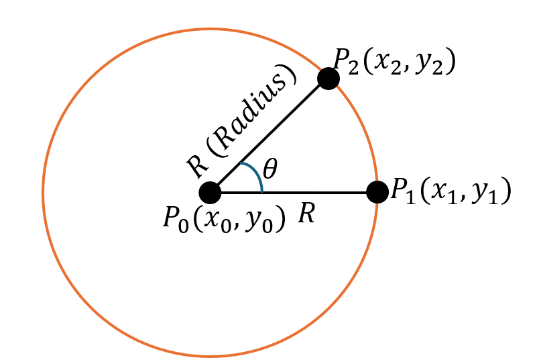 P₂(x₂, y₂)
R (Radius)
θ
P₁(x₁, y₁)
P₀(x₀, y₀)
R